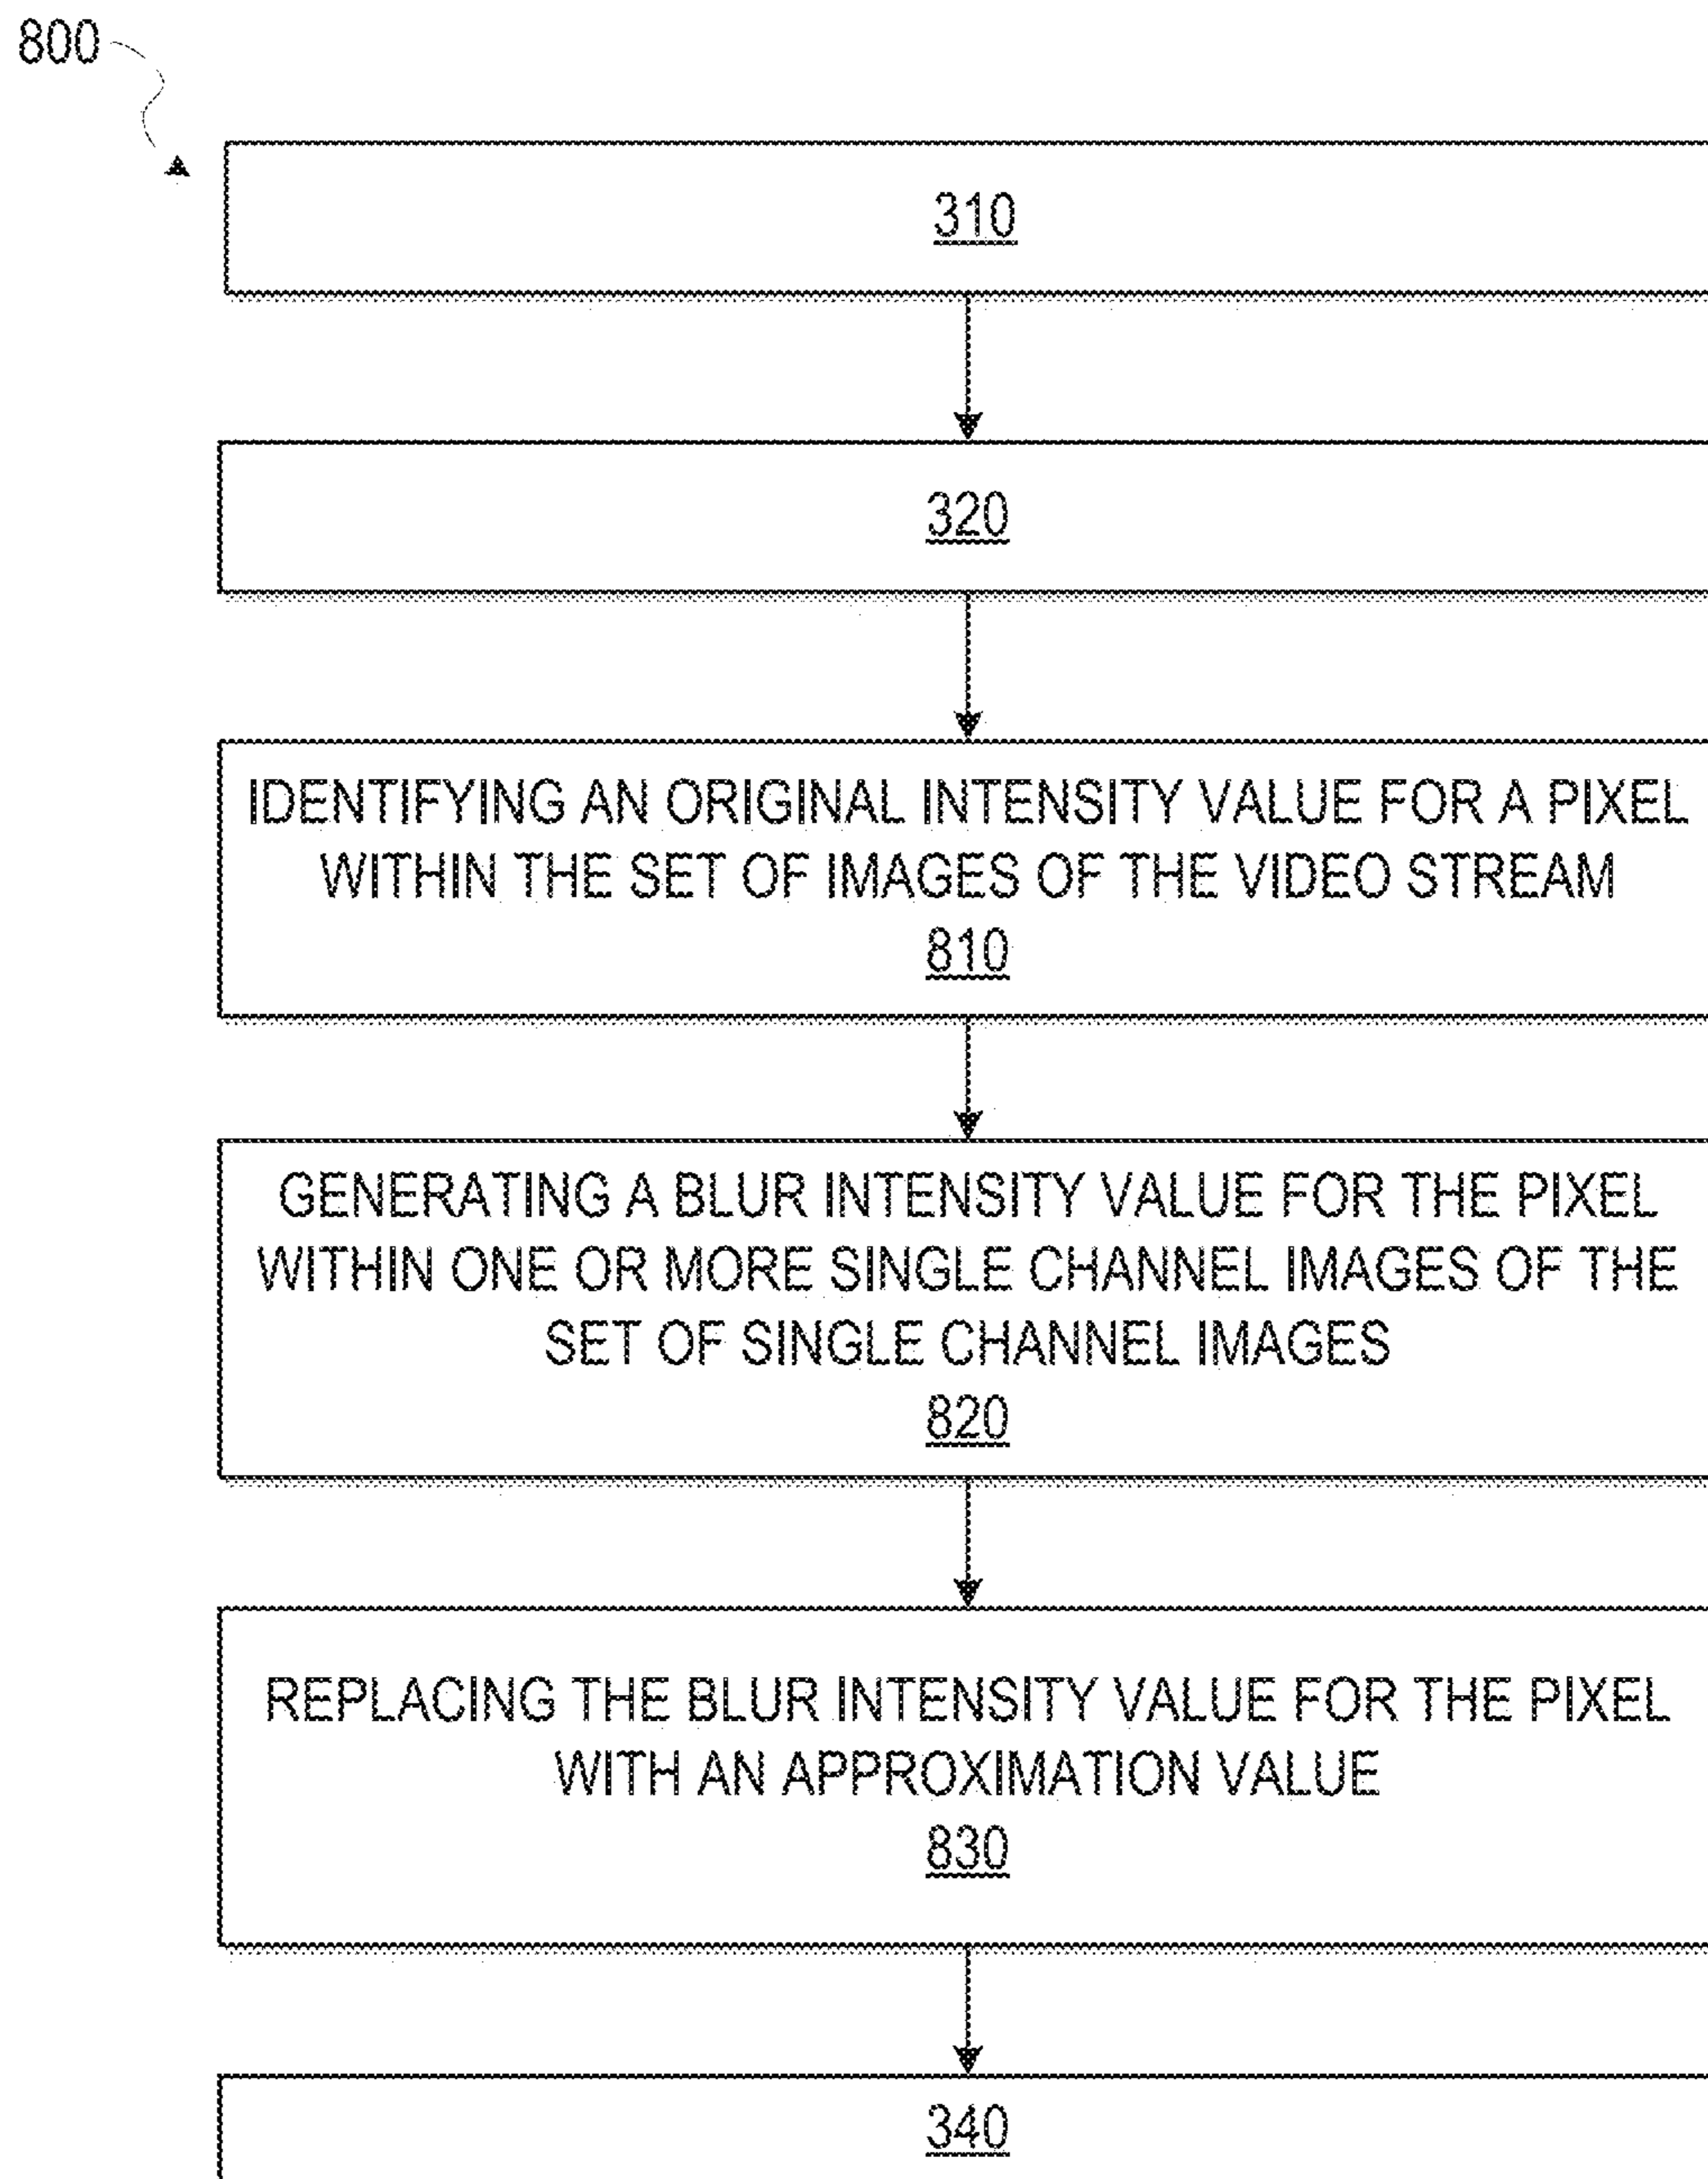 800
310
320
IDENTIFYING AN ORIGINAL INTENSITY VALUE FOR A PIXEL
WITHIN THE SET OF IMAGES OF THE VIDEO STREAM
810
GENERATING A BLUR INTENSITY VALUE FOR THE PIXEL
WITHIN ONE OR MORE SINGLE CHANNEL IMAGES OF THE
SET OF SINGLE CHANNEL IMAGES
820
REPLACING THE BLUR INTENSITY VALUE FOR THE PIXEL
WITH AN APPROXIMATION VALUE
830
340